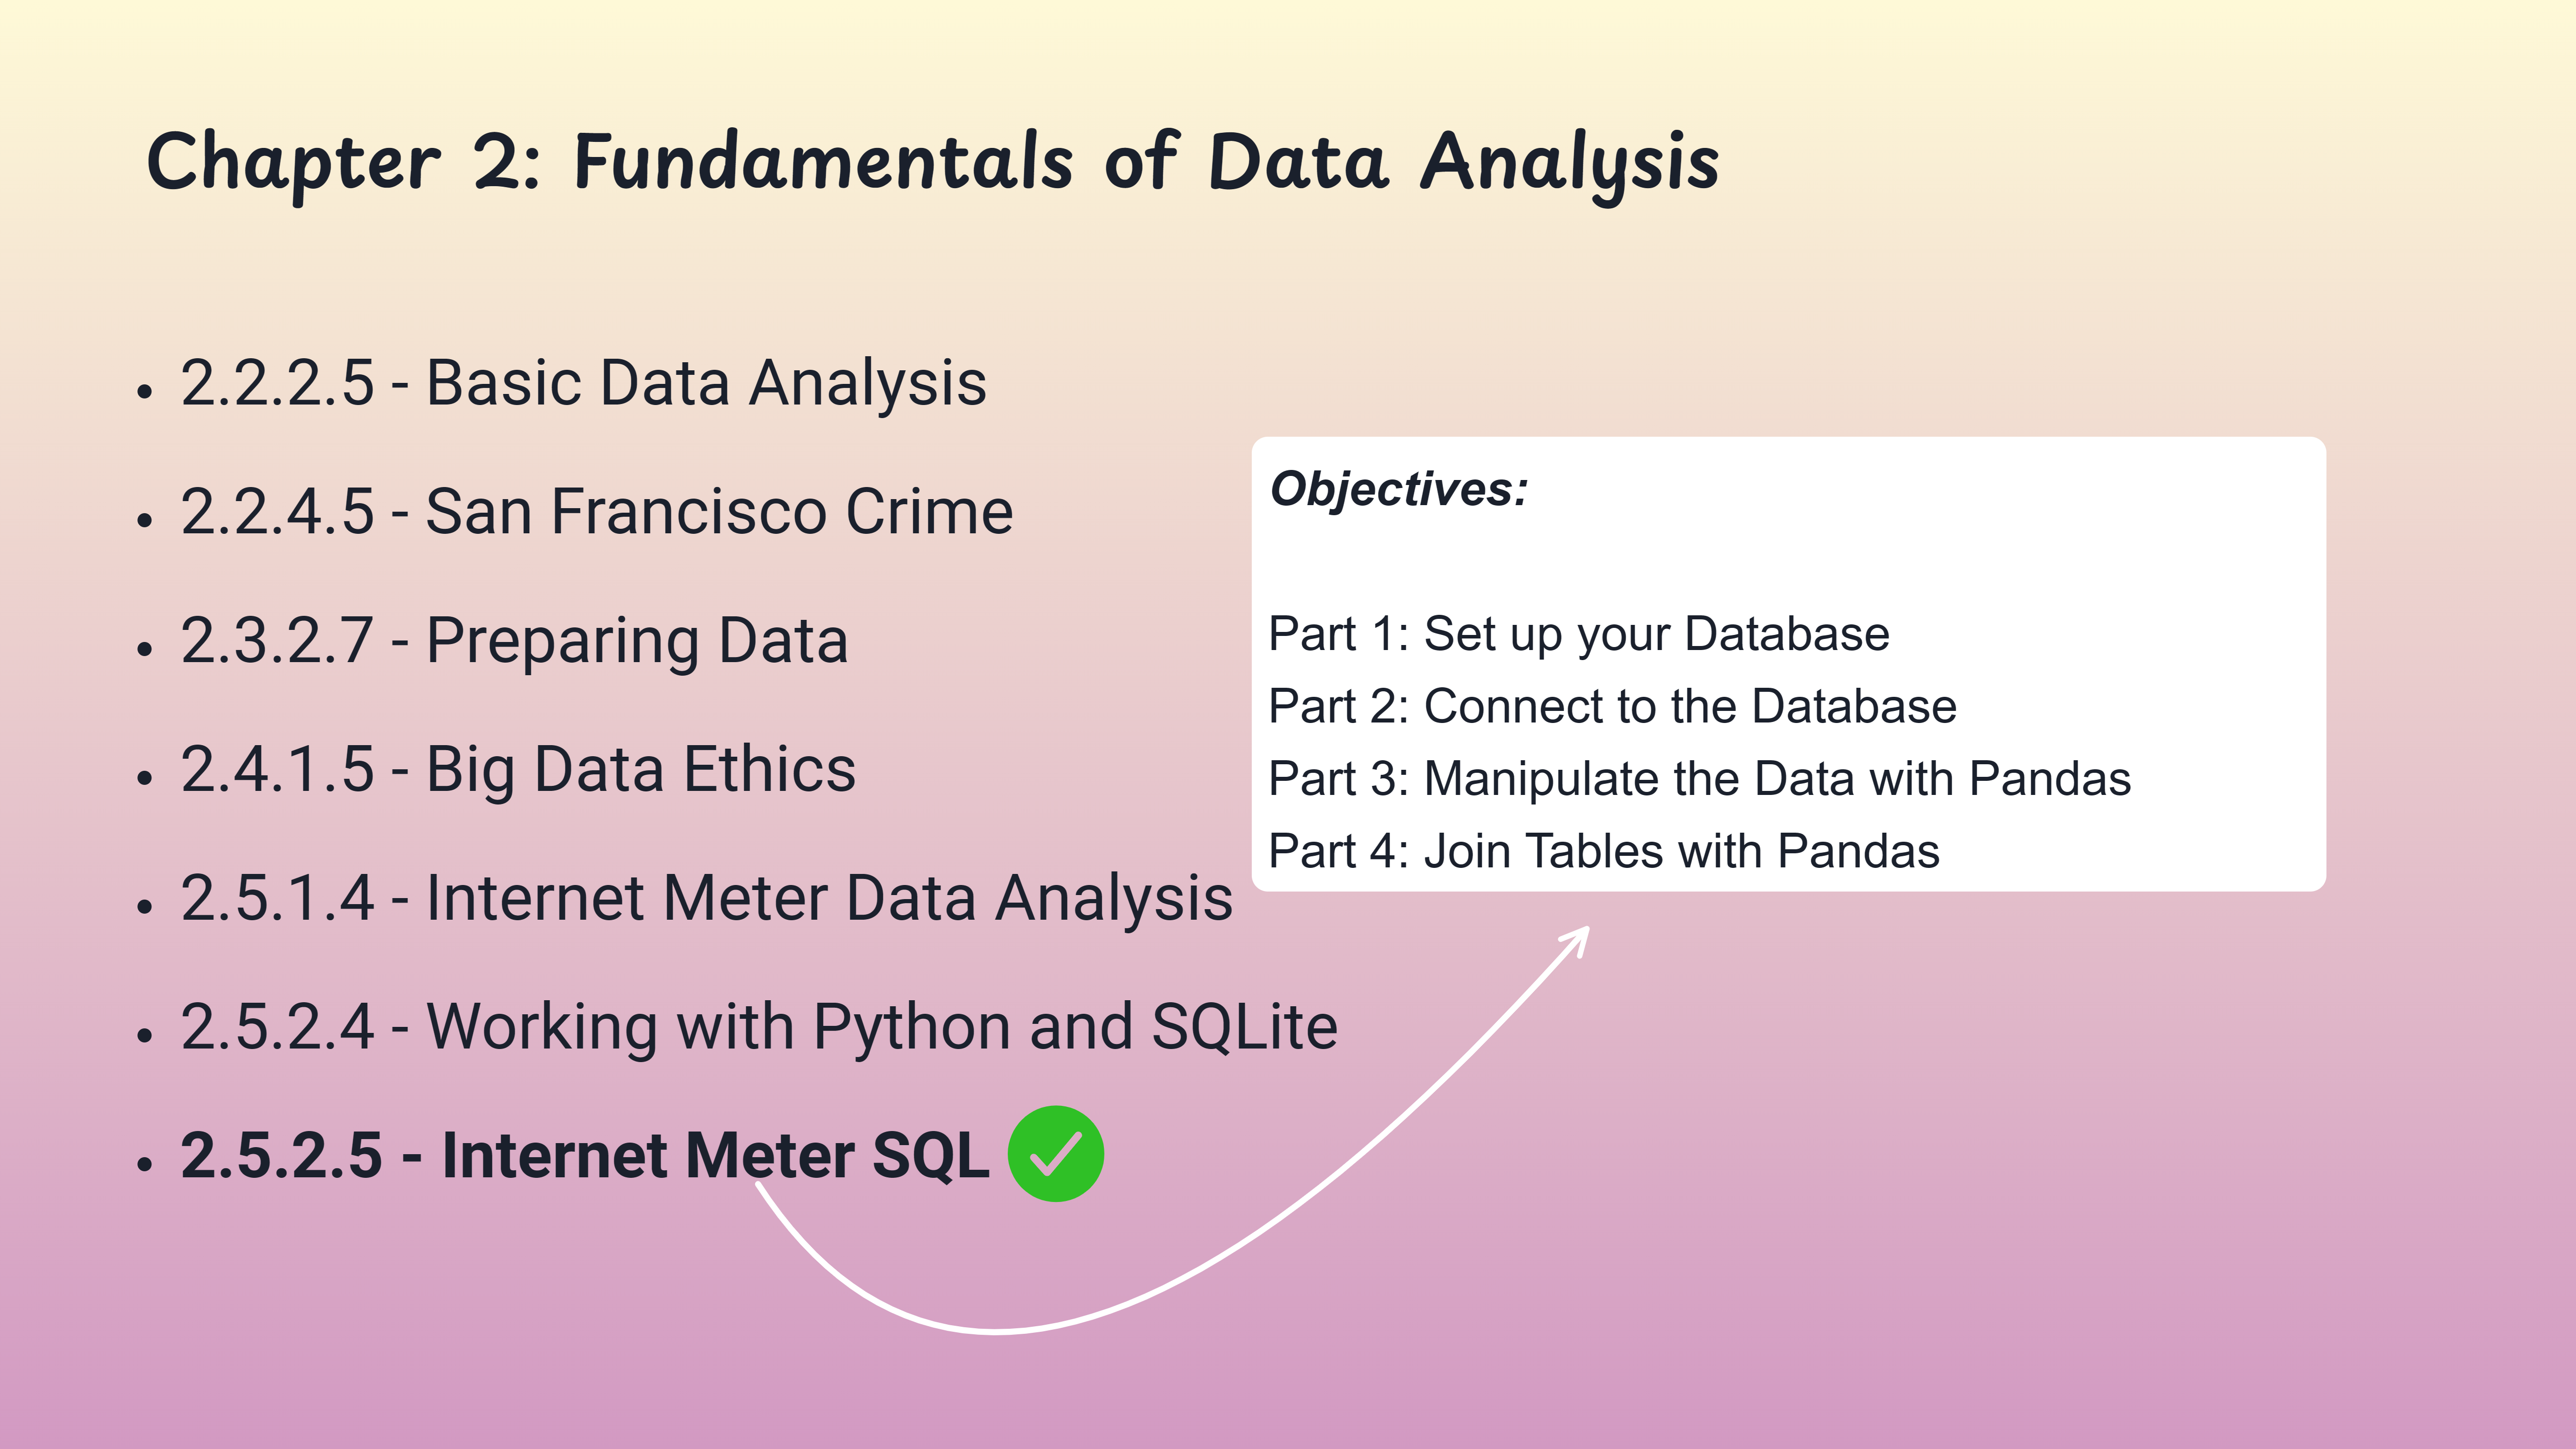 Chapter 2: Fundamentals of Data Analysis
• 2.2.2.5 - Basic Data Analysis
• 2.2.4.5 - San Francisco Crime
• 2.3.2.7 - Preparing Data
• 2.4.1.5 - Big Data Ethics
• 2.5.1.4 - Internet Meter Data Analysis
• 2.5.2.4 - Working with Python and SQLite
• 2.5.2.5 - Internet Meter SQL
Objectives:
Part 1: Set up your Database
Part 2: Connect to the Database
Part 3: Manipulate the Data with Pandas
Part 4: Join Tables with Pandas